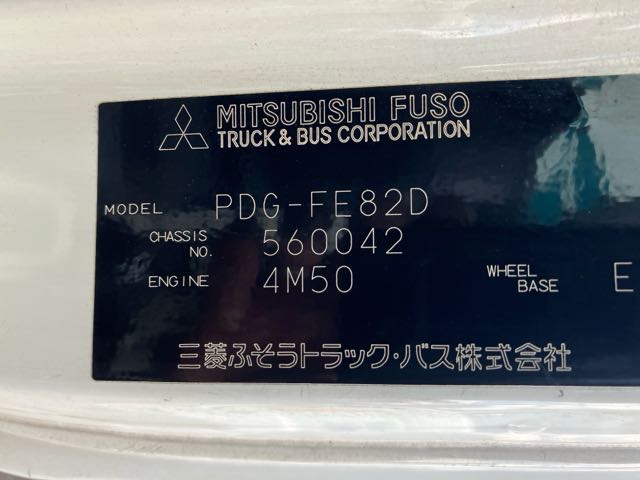 MITSUBISHI FUSO
TRUCK & BUS CORPORATION
MODEL PDG-FE82D
CHASSIS NO. 560042
ENGINE 4M50 WHEEL BASE E
三菱ふそうトラック・バス株式会社